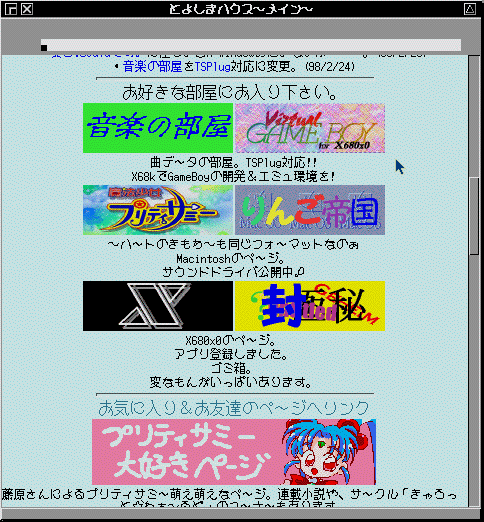 とよしまハウス～メイン～
•音楽の部屋をTSPlug対応に変更。(98/2/24)
お好きな部屋にお入り下さい。
音楽の部屋
Virtual
GAME BOY
for X680x0
曲データの部屋。TSPlug対応!!
X68kでGameBoyの開発＆エミュ環境を!
プリティサミー
りんご帝国
～ハートのきもち～も同じフォーマットなのぉ
Macintoshのページ。
サウンドドライバ公開中♪
X
封
秘
X680x0のページ。
アプリ登録しました。
ゴミ箱。
変なもんがいっぱいあります。
お気に入り＆お友達のページへリンク
プリティサミー
大好きページ
藤原さんによるプリティサミー萌え萌えなページ。連載小説や、サークル「きゃろっ